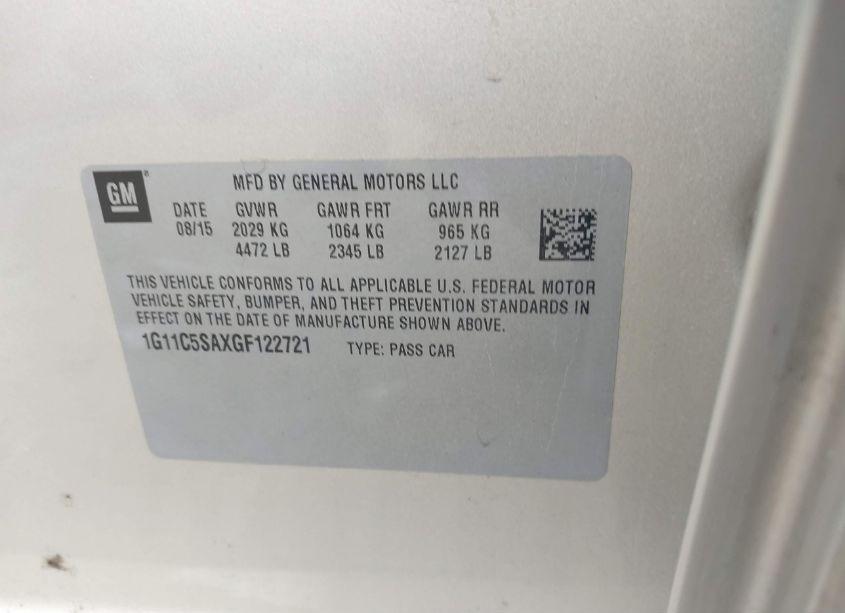 GM
MFD BY GENERAL MOTORS LLC
DATE GVWR GAWR FRT GAWR RR
08/15 2029 KG 1064 KG 965 KG
4472 LB 2345 LB 2127 LB
THIS VEHICLE CONFORMS TO ALL APPLICABLE U.S. FEDERAL MOTOR
VEHICLE SAFETY, BUMPER, AND THEFT PREVENTION STANDARDS IN
EFFECT ON THE DATE OF MANUFACTURE SHOWN ABOVE.
1G11C5SAXGF122721 TYPE: PASS CAR